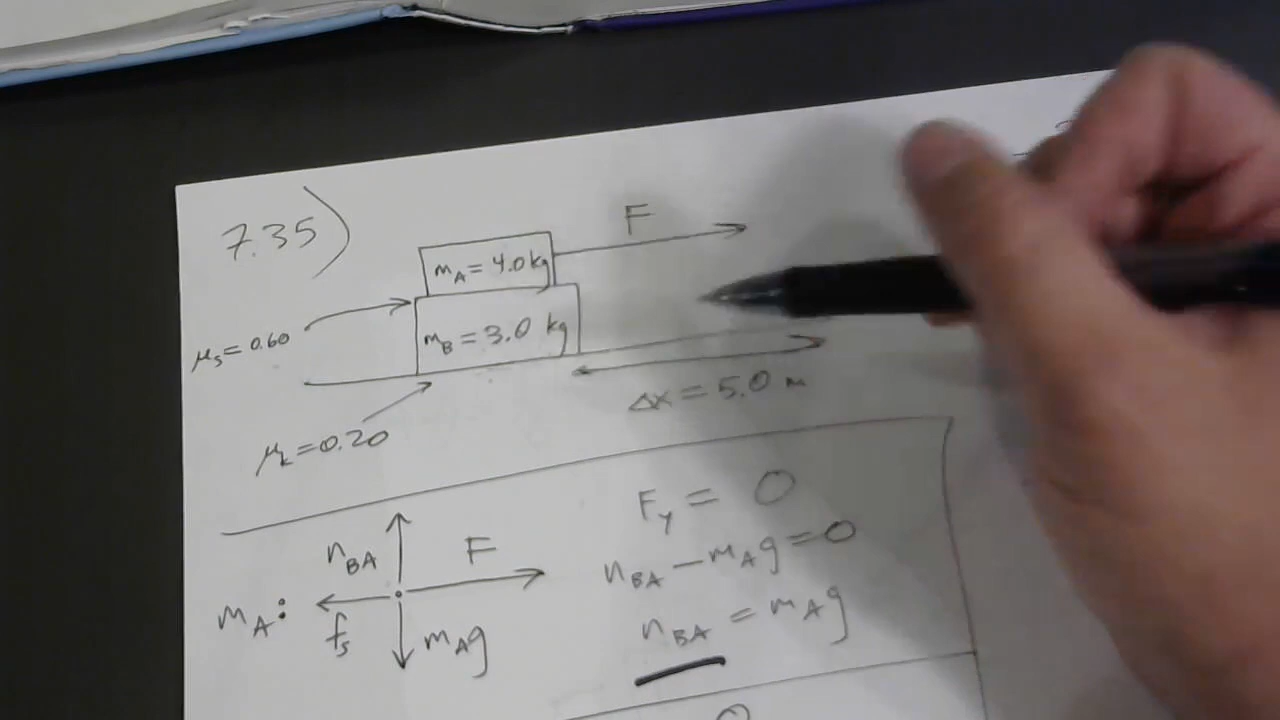 7.35)
F
m_A = 4.0 kg
μ_s = 0.60
m_B = 3.0 kg
Δx = 5.0 m
μ_k = 0.20
F_y = 0
n_BA F
n_BA − m_A g = 0
m_A:
f_s m_A g
n_BA = m_A g